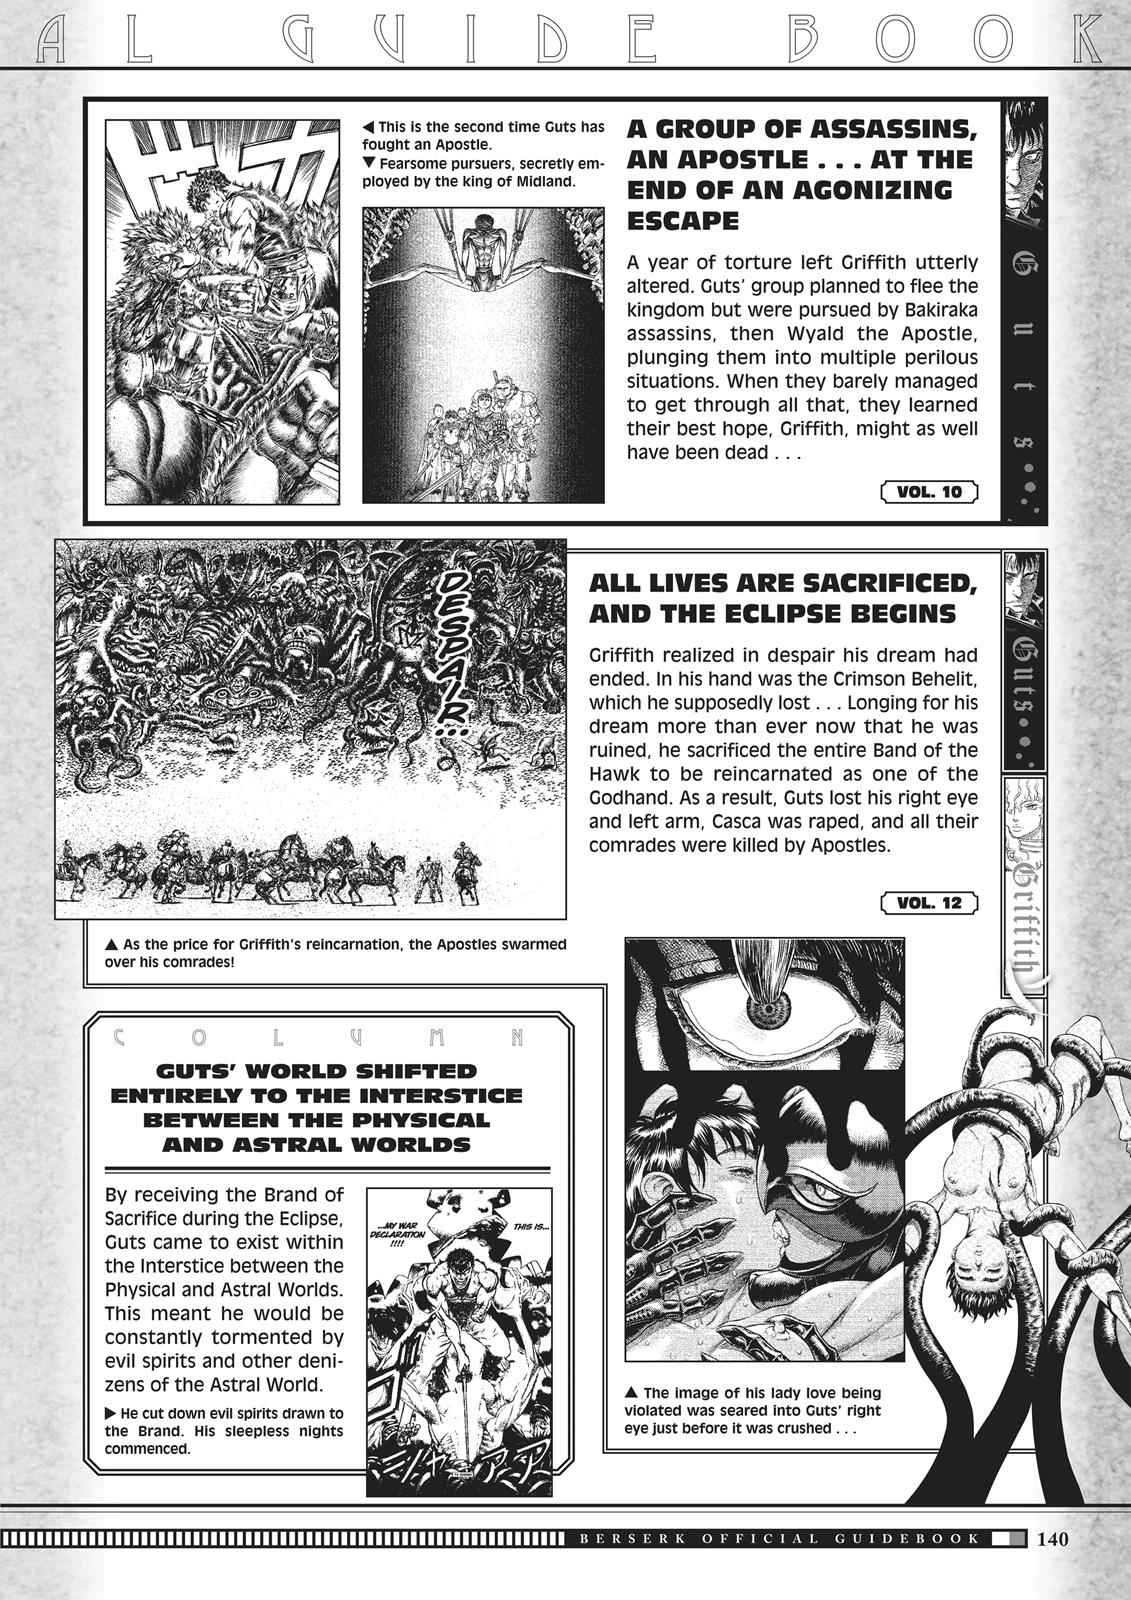 AL GUIDE BOOK
◀ This is the second time Guts has
fought an Apostle.
▼ Fearsome pursuers, secretly em-
ployed by the king of Midland.
A GROUP OF ASSASSINS,
AN APOSTLE . . . AT THE
END OF AN AGONIZING
ESCAPE
A year of torture left Griffith utterly
altered. Guts' group planned to flee the
kingdom but were pursued by Bakiraka
assassins, then Wyald the Apostle,
plunging them into multiple perilous
situations. When they barely managed
to get through all that, they learned
their best hope, Griffith, might as well
have been dead . . .
VOL. 10
Guts
DESPAIR...
ALL LIVES ARE SACRIFICED,
AND THE ECLIPSE BEGINS
Griffith realized in despair his dream had
ended. In his hand was the Crimson Behelit,
which he supposedly lost . . . Longing for his
dream more than ever now that he was
ruined, he sacrificed the entire Band of the
Hawk to be reincarnated as one of the
Godhand. As a result, Guts lost his right eye
and left arm, Casca was raped, and all their
comrades were killed by Apostles.
VOL. 12
Guts
Griffith
▲ As the price for Griffith's reincarnation, the Apostles swarmed
over his comrades!
COLUMN
GUTS' WORLD SHIFTED
ENTIRELY TO THE INTERSTICE
BETWEEN THE PHYSICAL
AND ASTRAL WORLDS
By receiving the Brand of
Sacrifice during the Eclipse,
Guts came to exist within
the Interstice between the
Physical and Astral Worlds.
This meant he would be
constantly tormented by
evil spirits and other deni-
zens of the Astral World.
▶ He cut down evil spirits drawn to
the Brand. His sleepless nights
commenced.
...MY WAR
DECLARATION
!!!!
THIS IS...
▲ The image of his lady love being
violated was seared into Guts' right
eye just before it was crushed . . .
BERSERK OFFICIAL GUIDEBOOK
140